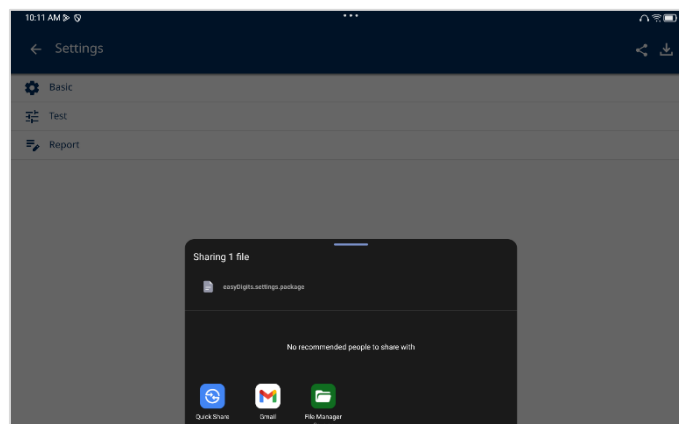 10:11 AM
Settings
Basic
Test
Report
Sharing 1 file
easyDigits.settings.package
No recommended people to share with
Quick Share
Gmail
File Manager